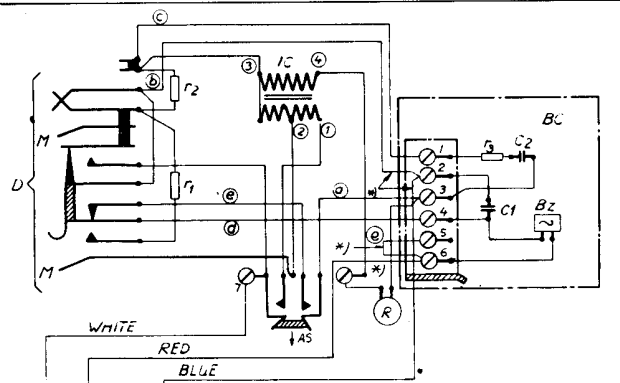 c
3 IC 4
b r2
BC
M
2 1
r3 C2
1
2
D
a
*)
3
r1
C1
e
4
Bz
d
*) e 5
M
*)
6
7
R
WHITE
AS
RED
BLUE